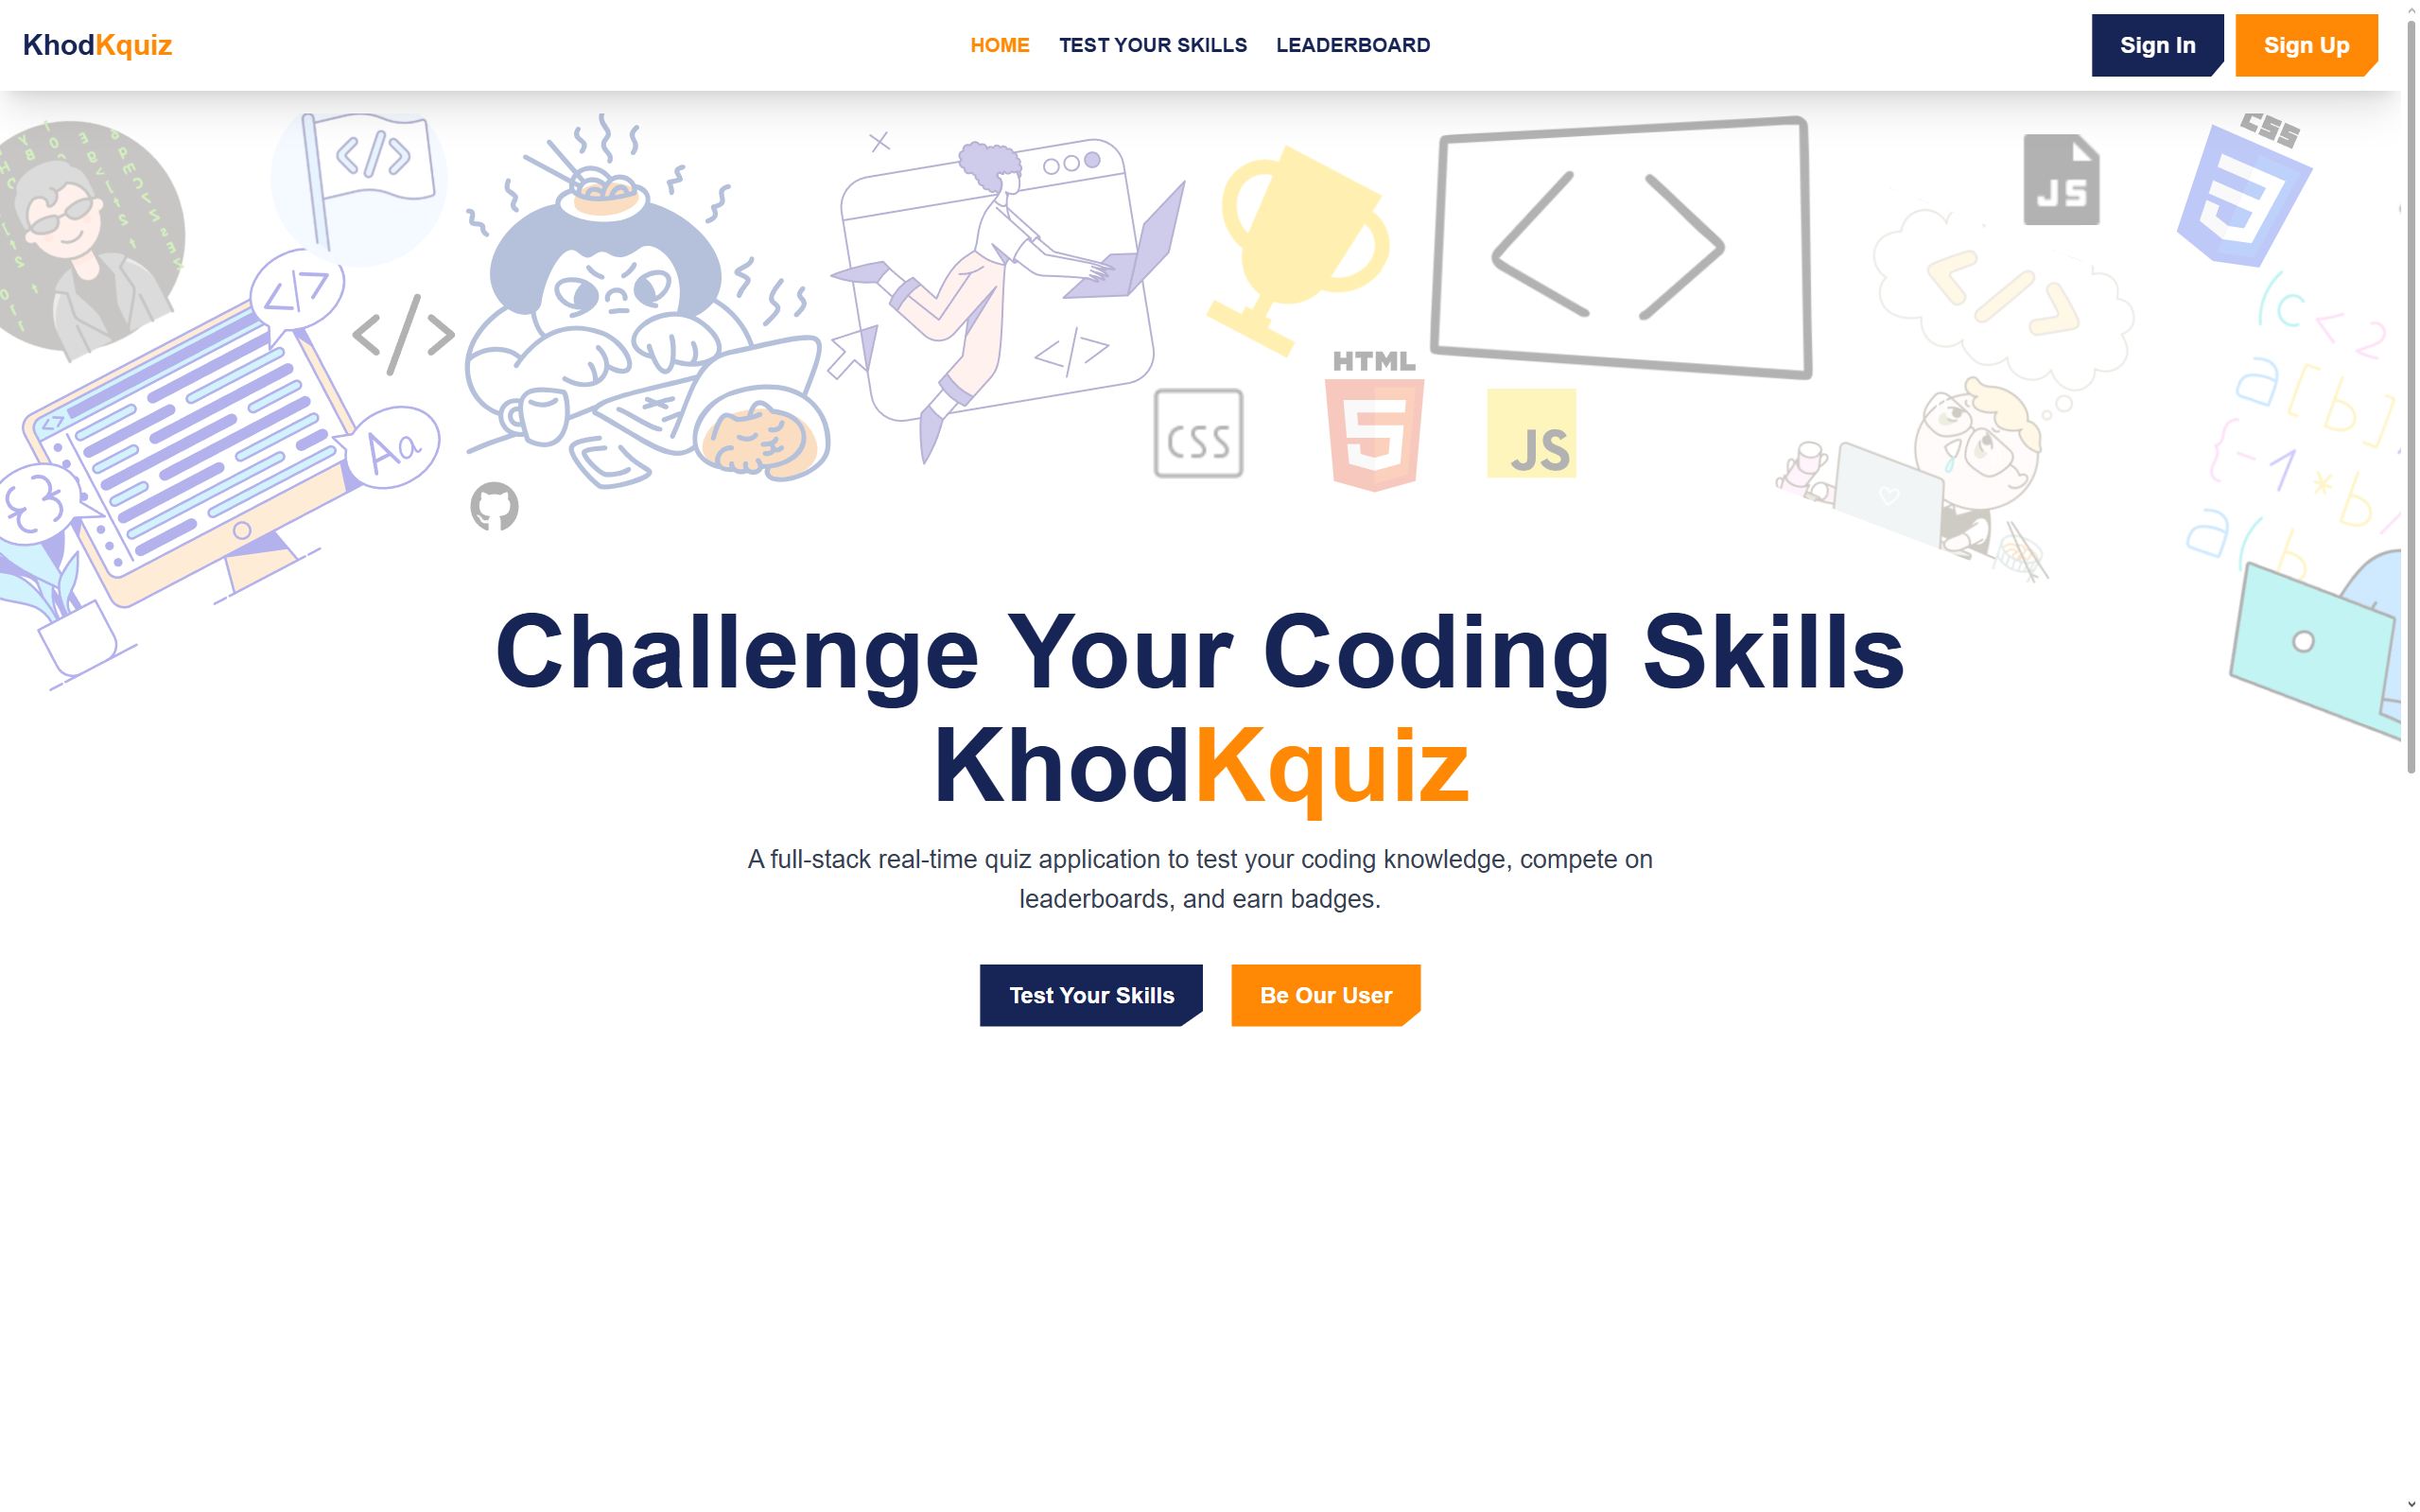 KhodKquiz
HOME TEST YOUR SKILLS LEADERBOARD
Sign In Sign Up
</>
</>
</>
</>
Aa
</>
< >
JS
CSS
HTML
CSS
JS
</>
Challenge Your Coding Skills
KhodKquiz
A full-stack real-time quiz application to test your coding knowledge, compete on
leaderboards, and earn badges.
Test Your Skills
Be Our User